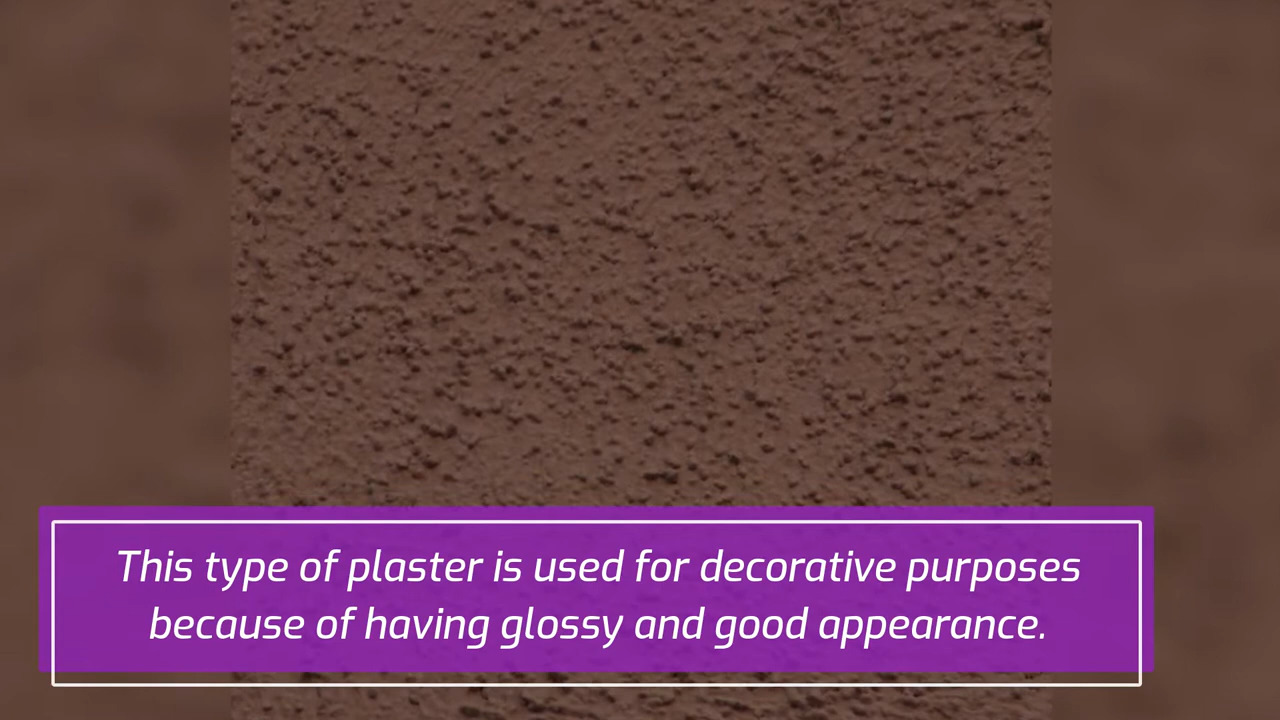 This type of plaster is used for decorative purposes
because of having glossy and good appearance.